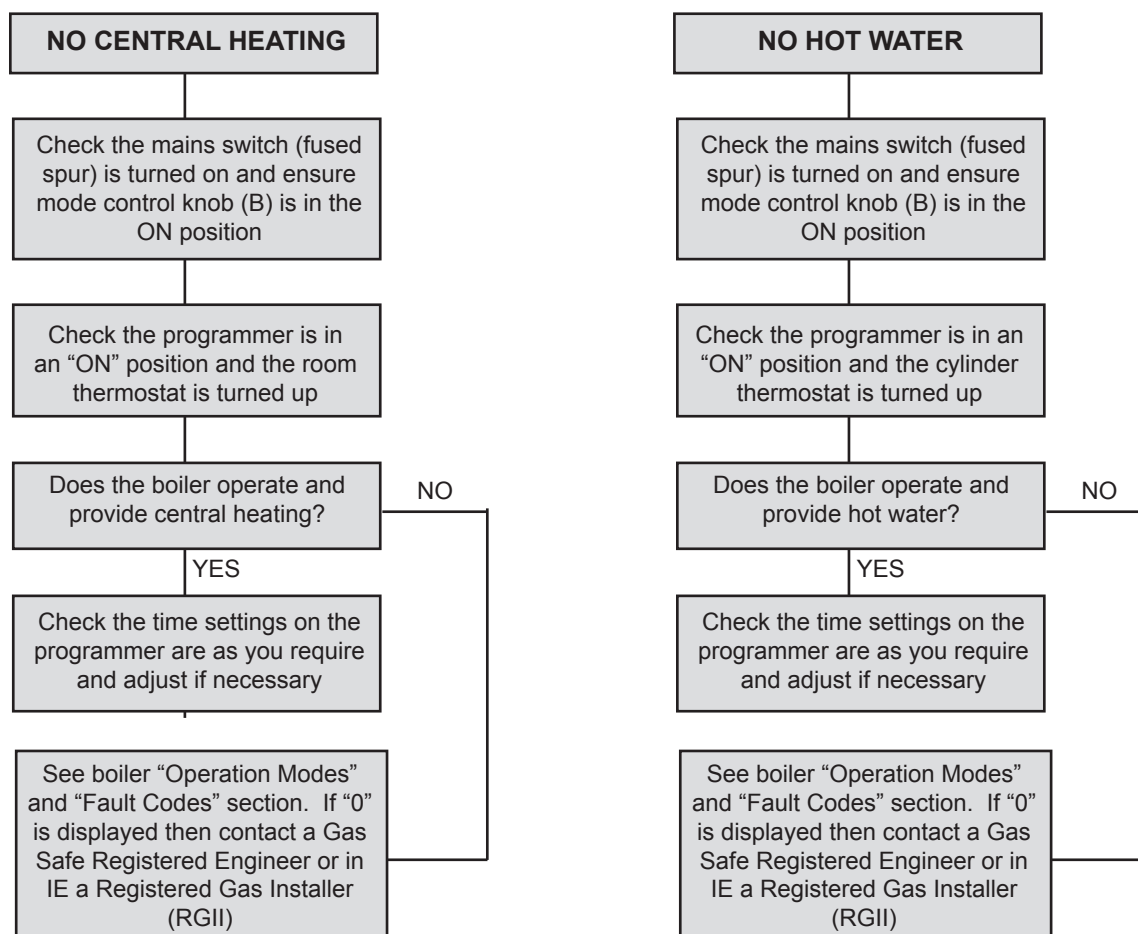 NO CENTRAL HEATING
Check the mains switch (fused
spur) is turned on and ensure
mode control knob (B) is in the
ON position
Check the programmer is in
an “ON” position and the room
thermostat is turned up
Does the boiler operate and
provide central heating?
NO
YES
Check the time settings on the
programmer are as you require
and adjust if necessary
See boiler “Operation Modes”
and “Fault Codes” section.  If “0”
is displayed then contact a Gas
Safe Registered Engineer or in
IE a Registered Gas Installer
(RGII)
NO HOT WATER
Check the mains switch (fused
spur) is turned on and ensure
mode control knob (B) is in the
ON position
Check the programmer is in an
“ON” position and the cylinder
thermostat is turned up
Does the boiler operate and
provide hot water?
NO
YES
Check the time settings on the
programmer are as you require
and adjust if necessary
See boiler “Operation Modes”
and “Fault Codes” section.  If “0”
is displayed then contact a Gas
Safe Registered Engineer or in
IE a Registered Gas Installer
(RGII)